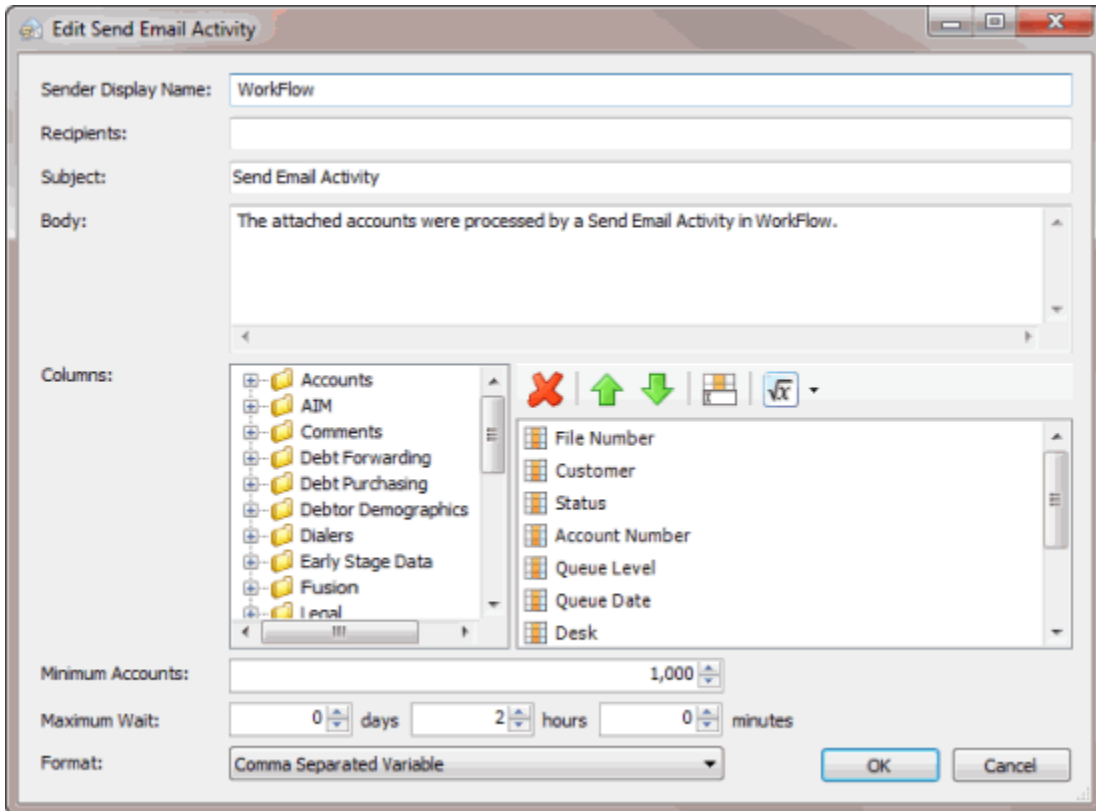 Edit Send Email Activity
Sender Display Name: WorkFlow
Recipients:
Subject: Send Email Activity
Body: The attached accounts were processed by a Send Email Activity in WorkFlow.
Columns:
Accounts
AIM
Comments
Debt Forwarding
Debt Purchasing
Debtor Demographics
Dialers
Early Stage Data
Fusion
Legal
√x
File Number
Customer
Status
Account Number
Queue Level
Queue Date
Desk
Minimum Accounts: 1,000
Maximum Wait: 0 days 2 hours 0 minutes
Format: Comma Separated Variable OK Cancel